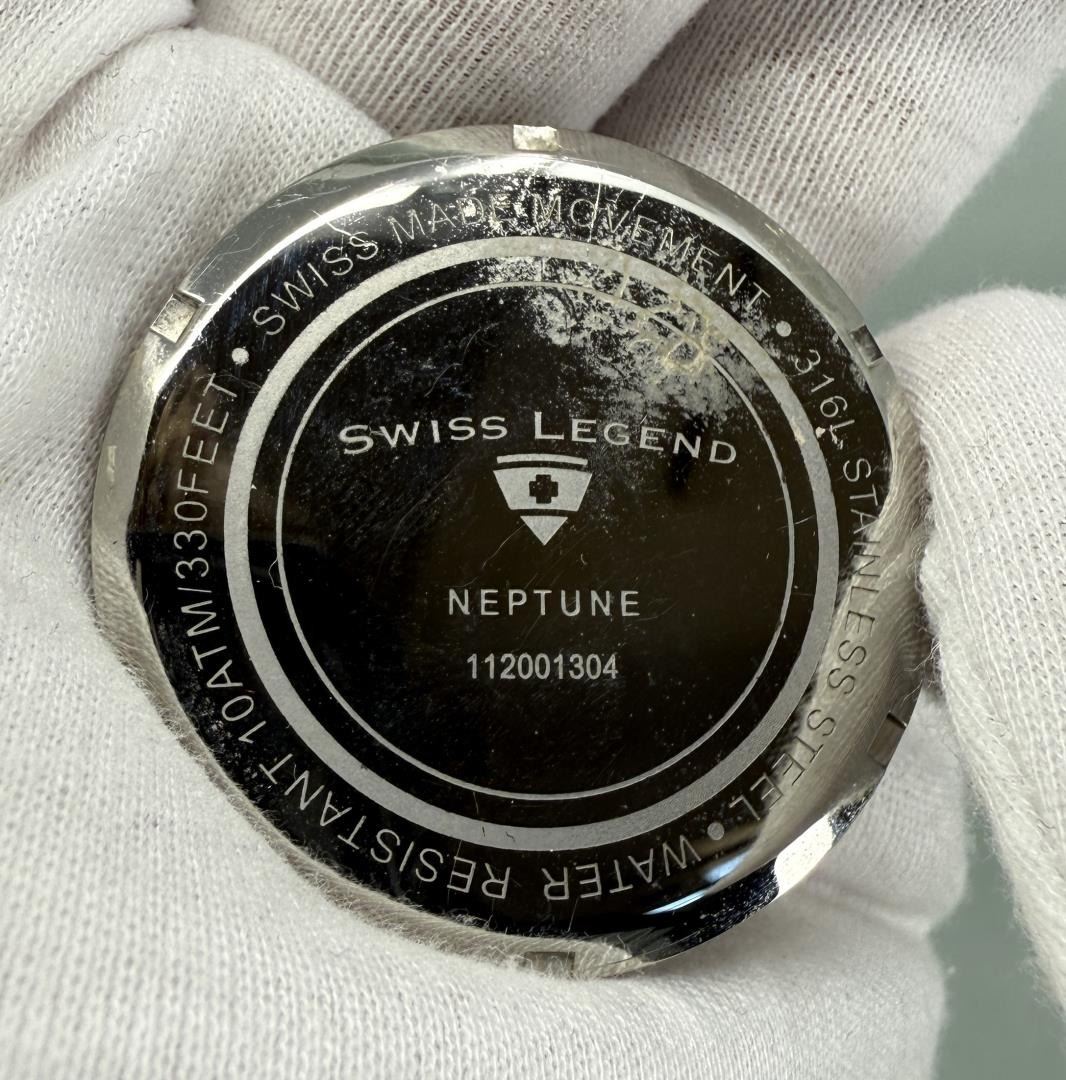 SWISS MADE MOVEMENT • 316L STAINLESS STEEL • WATER RESISTANT 10ATM/330FEET •
SWISS LEGEND
NEPTUNE
112001304